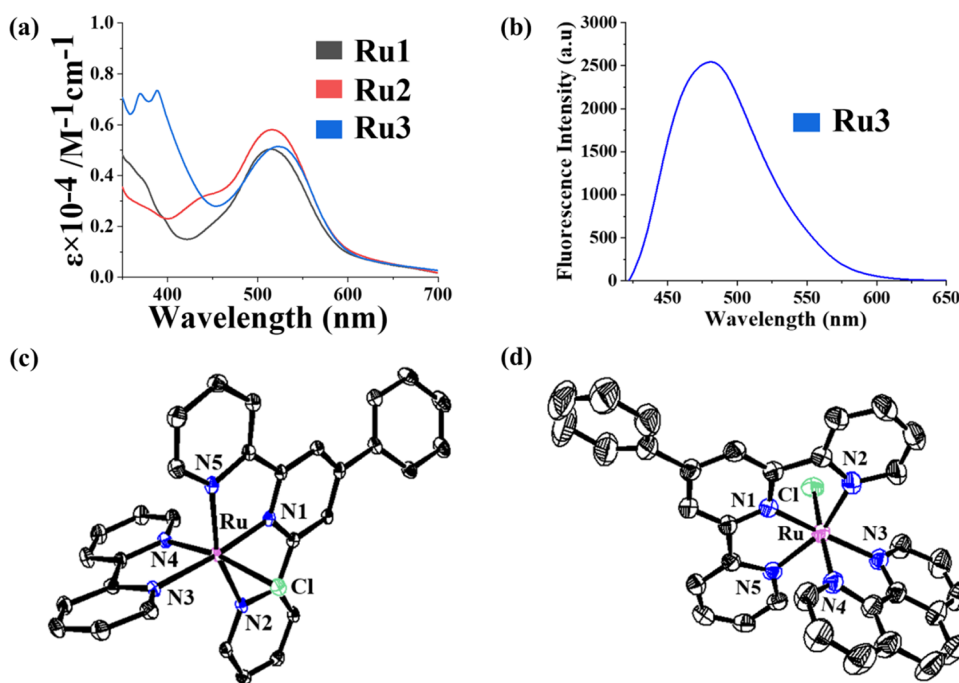 (a)
ε×10-4 /M-1cm-1
1.0
0.8
0.6
0.4
0.2
0.0
Ru1
Ru2
Ru3
400
500
600
700
Wavelength (nm)
(b)
Fluorescence Intensity (a.u)
3000
2500
2000
1500
1000
500
0
Ru3
450
500
550
600
650
Wavelength (nm)
(c)
N5
N1
Ru
N4
N3
Cl
N2
(d)
N2
Cl
N1
Ru
N3
N5
N4